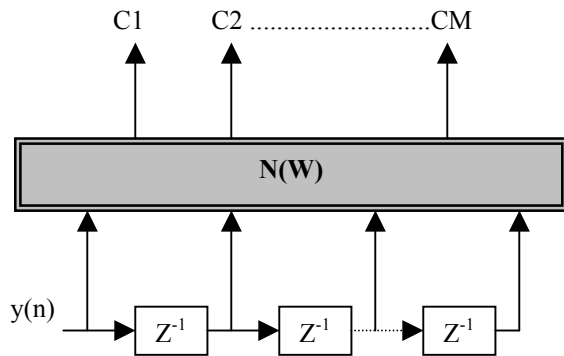 C1 C2 ........................CM
N(W)
y(n)
Z⁻¹ Z⁻¹ Z⁻¹